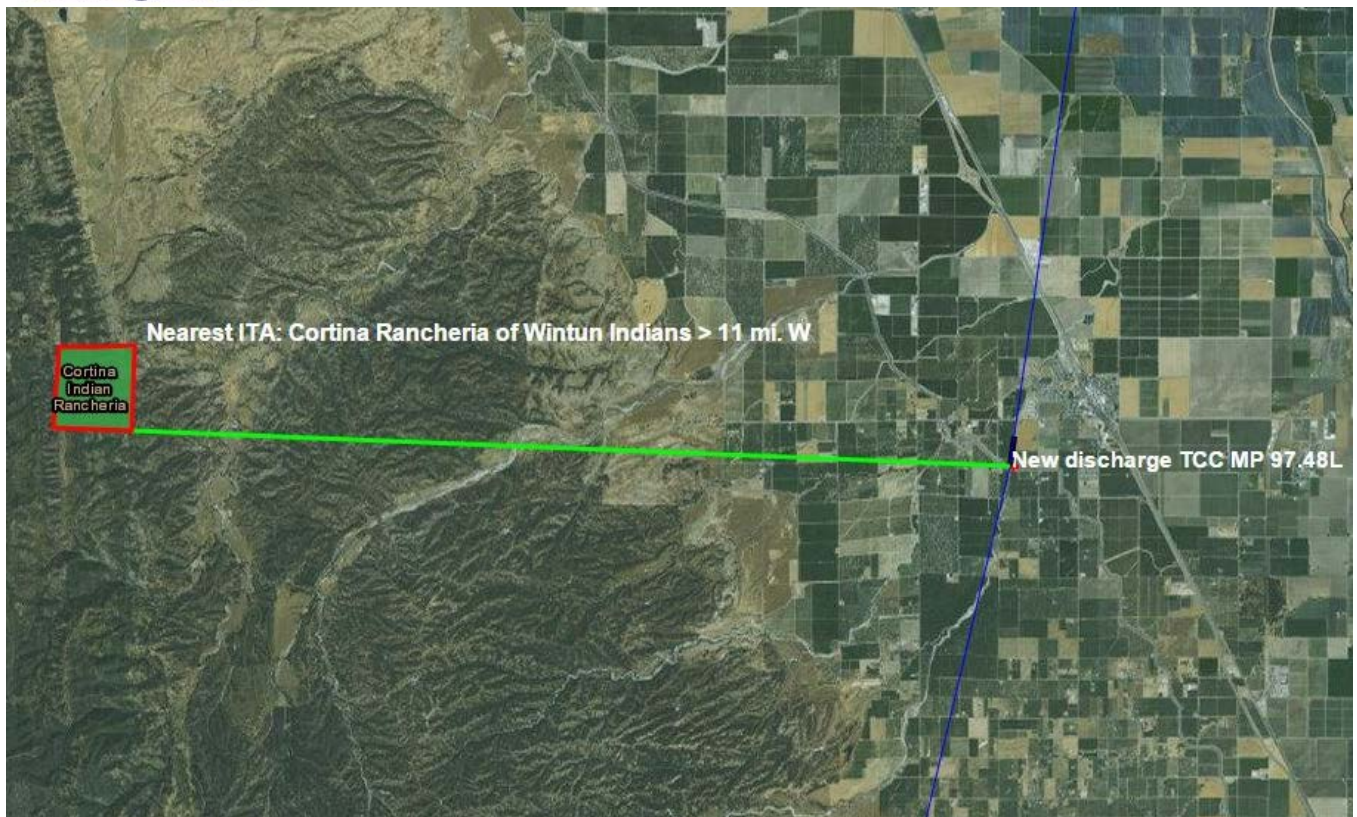 Nearest ITA: Cortina Rancheria of Wintun Indians > 11 mi. W
Cortina
Indian
Rancheria
New discharge TCC MP 97.48L